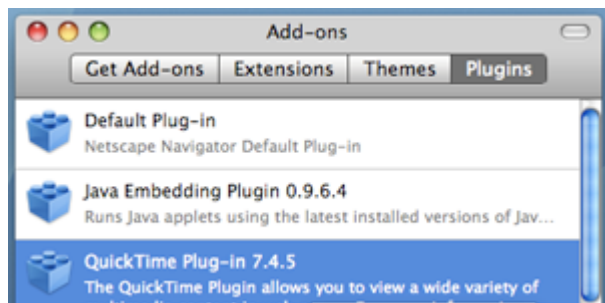 Add-ons
Get Add-ons Extensions Themes Plugins
Default Plug-in
Netscape Navigator Default Plug-in
Java Embedding Plugin 0.9.6.4
Runs Java applets using the latest installed versions of Jav...
QuickTime Plug-in 7.4.5
The QuickTime Plugin allows you to view a wide variety of